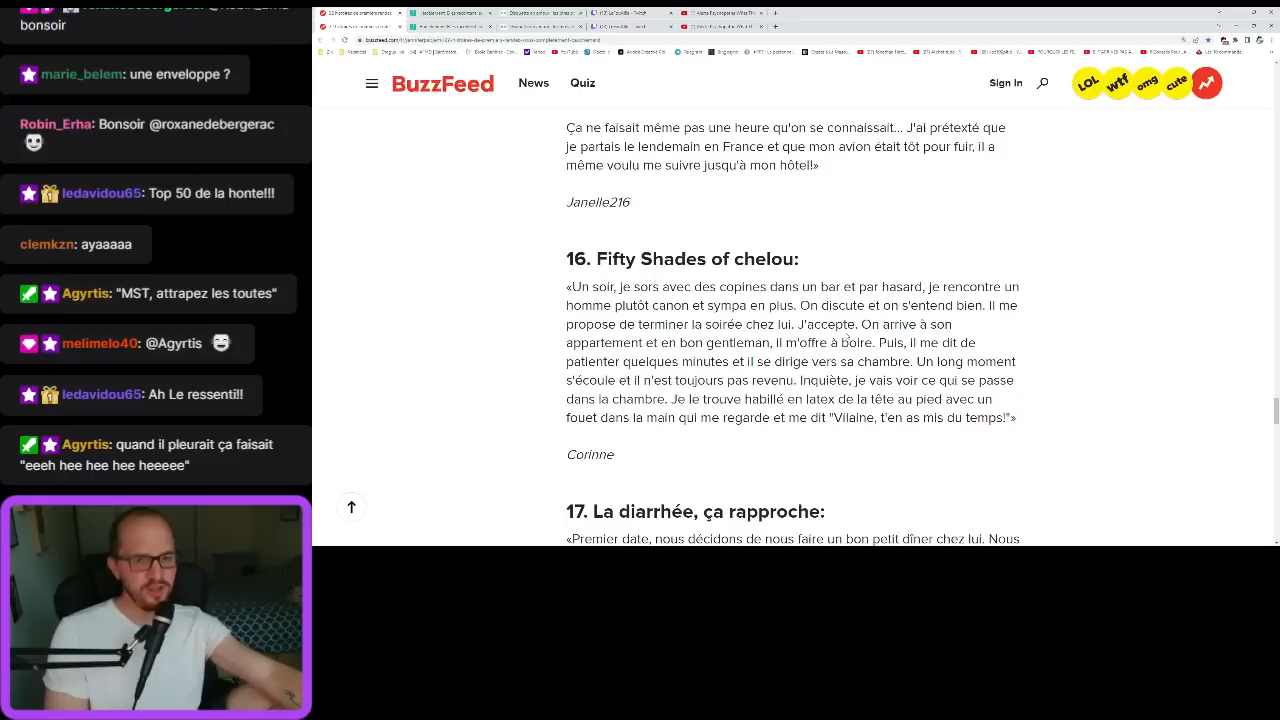 bonsoir
marie_belem: une enveloppe ?
Robin_Erha: Bonsoir @roxanedebergerac
ledavidou65: Top 50 de la honte!!!
clemkzn: ayaaaaa
Agyrtis: "MST, attrapez les toutes"
melimelo40: @Agyrtis
ledavidou65: Ah Le ressenti!!
Agyrtis: quand il pleurait ça faisait
"eeeh hee hee hee heeeee"
BuzzFeed
News
Quiz
Sign In
LOL
wtf
omg
cute
Ça ne faisait même pas une heure qu'on se connaissait... J'ai prétexté que
je partais le lendemain en France et que mon avion était tôt pour fuir, il a
même voulu me suivre jusqu'à mon hôtel!»
Janelle216
16. Fifty Shades of chelou:
«Un soir, je sors avec des copines dans un bar et par hasard, je rencontre un
homme plutôt canon et sympa en plus. On discute et on s'entend bien. Il me
propose de terminer la soirée chez lui. J'accepte. On arrive à son
appartement et en bon gentleman, il m'offre à boire. Puis, il me dit de
patienter quelques minutes et il se dirige vers sa chambre. Un long moment
s'écoule et il n'est toujours pas revenu. Inquiète, je vais voir ce qui se passe
dans la chambre. Je le trouve habillé en latex de la tête au pied avec un
fouet dans la main qui me regarde et me dit "Vilaine, t'en as mis du temps!"»
Corinne
17. La diarrhée, ça rapproche:
«Premier date, nous décidons de nous faire un bon petit dîner chez lui. Nous